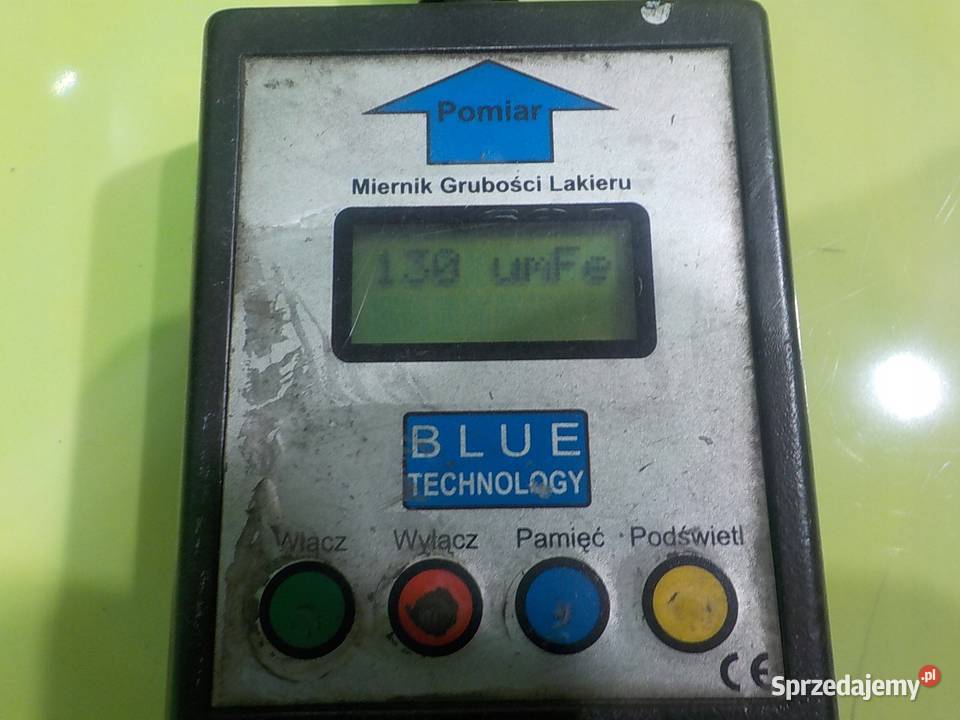 Pomiar
Miernik Grubości Lakieru
130 umFe
BLUE
TECHNOLOGY
Włącz Wyłącz Pamięć Podświetl
CE
Sprzedajemy.pl